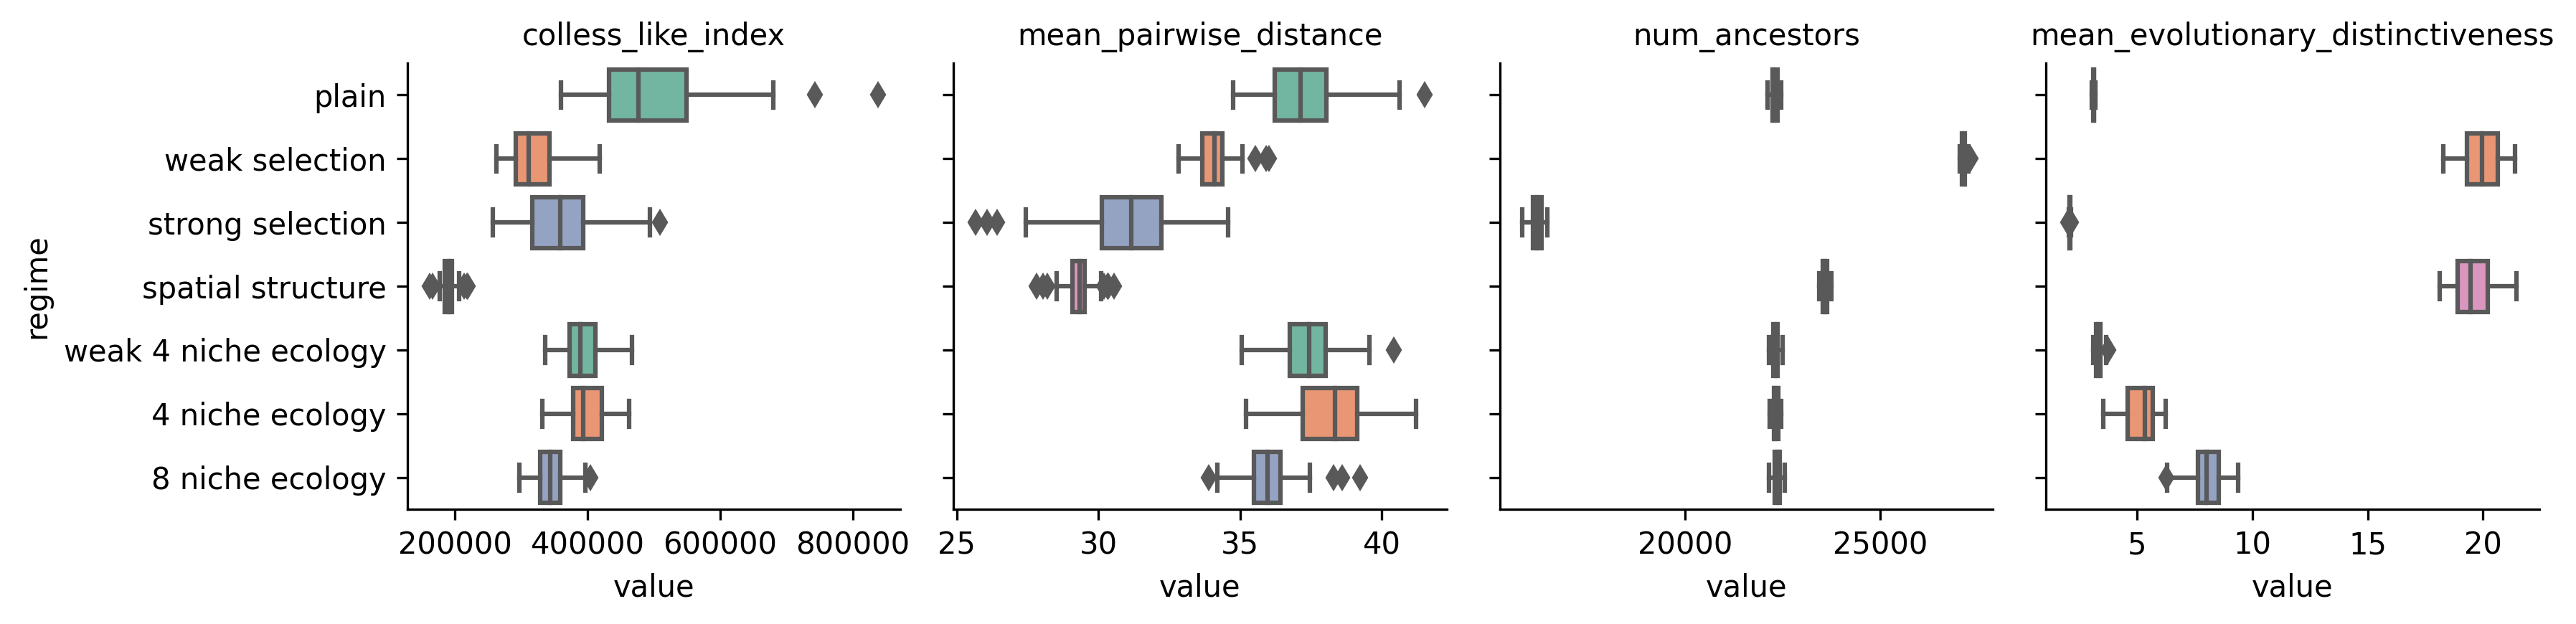 colless_like_index mean_pairwise_distance num_ancestors mean_evolutionary_distinctiveness
regime
plain
weak selection
strong selection
spatial structure
weak 4 niche ecology
4 niche ecology
8 niche ecology
200000 400000 600000 800000 25 30 35 40 20000 25000 5 10 15 20
value value value value